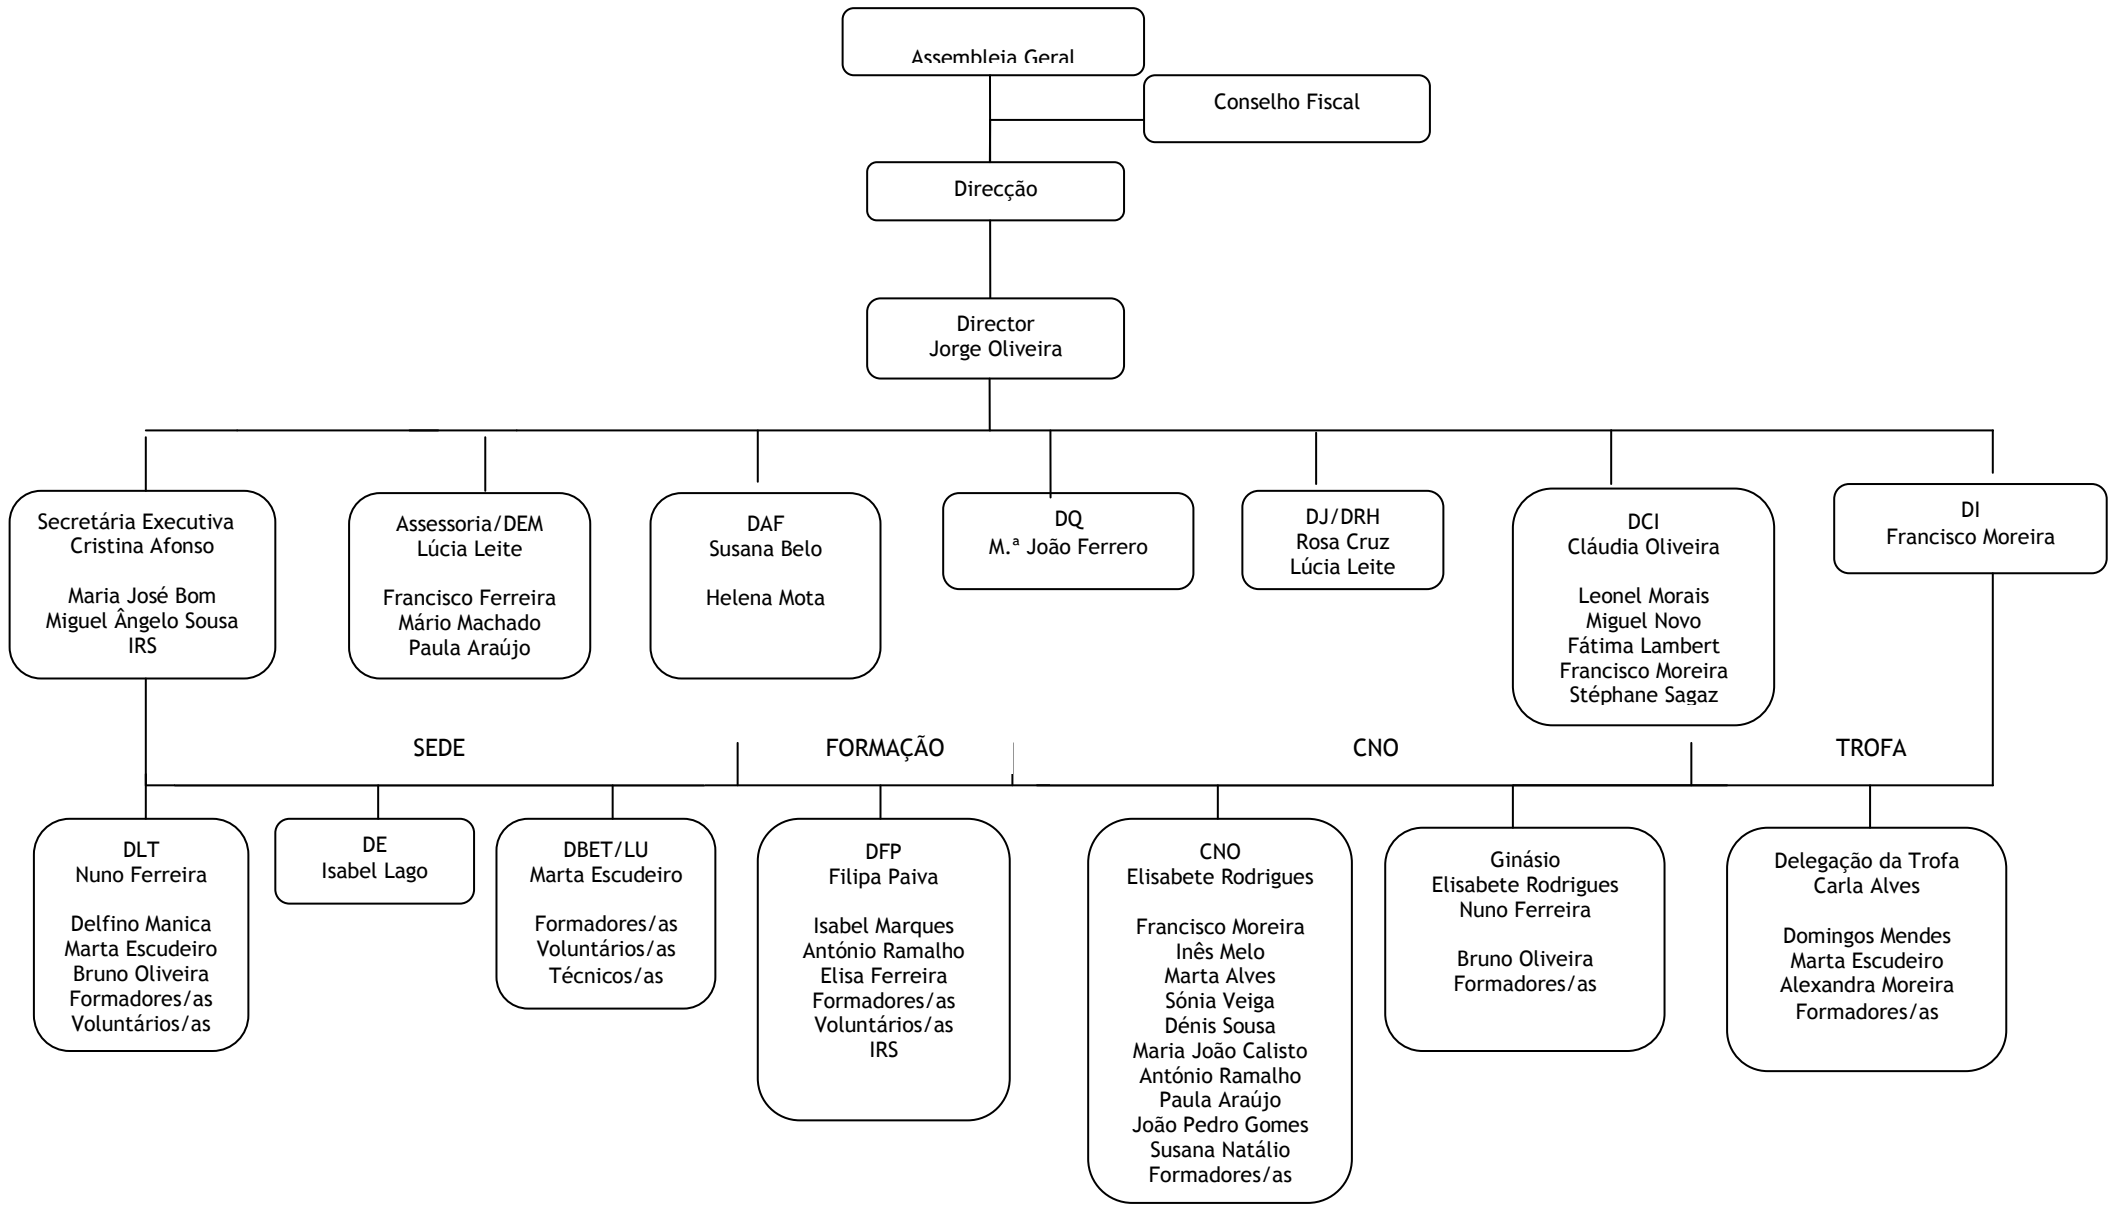 Assembleia Geral
Conselho Fiscal
Direcção
Director
Jorge Oliveira
Secretária Executiva
Cristina Afonso
Maria José Bom
Miguel Ângelo Sousa
IRS
Assessoria/DEM
Lúcia Leite
Francisco Ferreira
Mário Machado
Paula Araújo
DAF
Susana Belo
Helena Mota
DQ
M.ª João Ferrero
DJ/DRH
Rosa Cruz
Lúcia Leite
DCI
Cláudia Oliveira
Leonel Morais
Miguel Novo
Fátima Lambert
Francisco Moreira
Stéphane Sagaz
DI
Francisco Moreira
SEDE
FORMAÇÃO
CNO
TROFA
DLT
Nuno Ferreira
Delfino Manica
Marta Escudeiro
Bruno Oliveira
Formadores/as
Voluntários/as
DE
Isabel Lago
DBET/LU
Marta Escudeiro
Formadores/as
Voluntários/as
Técnicos/as
DFP
Filipa Paiva
Isabel Marques
António Ramalho
Elisa Ferreira
Formadores/as
Voluntários/as
IRS
CNO
Elisabete Rodrigues
Francisco Moreira
Inês Melo
Marta Alves
Sónia Veiga
Dénis Sousa
Maria João Calisto
António Ramalho
Paula Araújo
João Pedro Gomes
Susana Natálio
Formadores/as
Ginásio
Elisabete Rodrigues
Nuno Ferreira
Bruno Oliveira
Formadores/as
Delegação da Trofa
Carla Alves
Domingos Mendes
Marta Escudeiro
Alexandra Moreira
Formadores/as